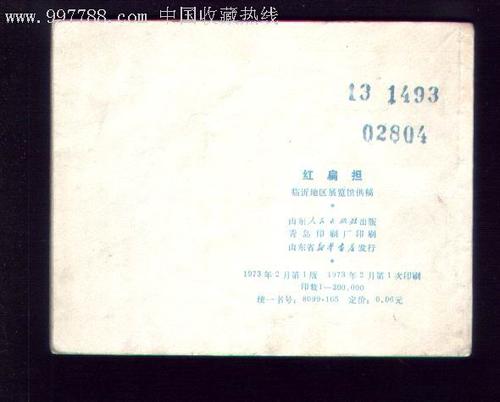 www.997788.com 中国收藏热线
13 1493
02804
红扁担
临沂地区展览馆供稿
山东人民出版社出版
青岛印刷厂印刷
山东省新华书店发行
1973年2月第1版 1973年2月第1次印刷
印数1—200,000
统一书号：8099·165 定价：0.06元